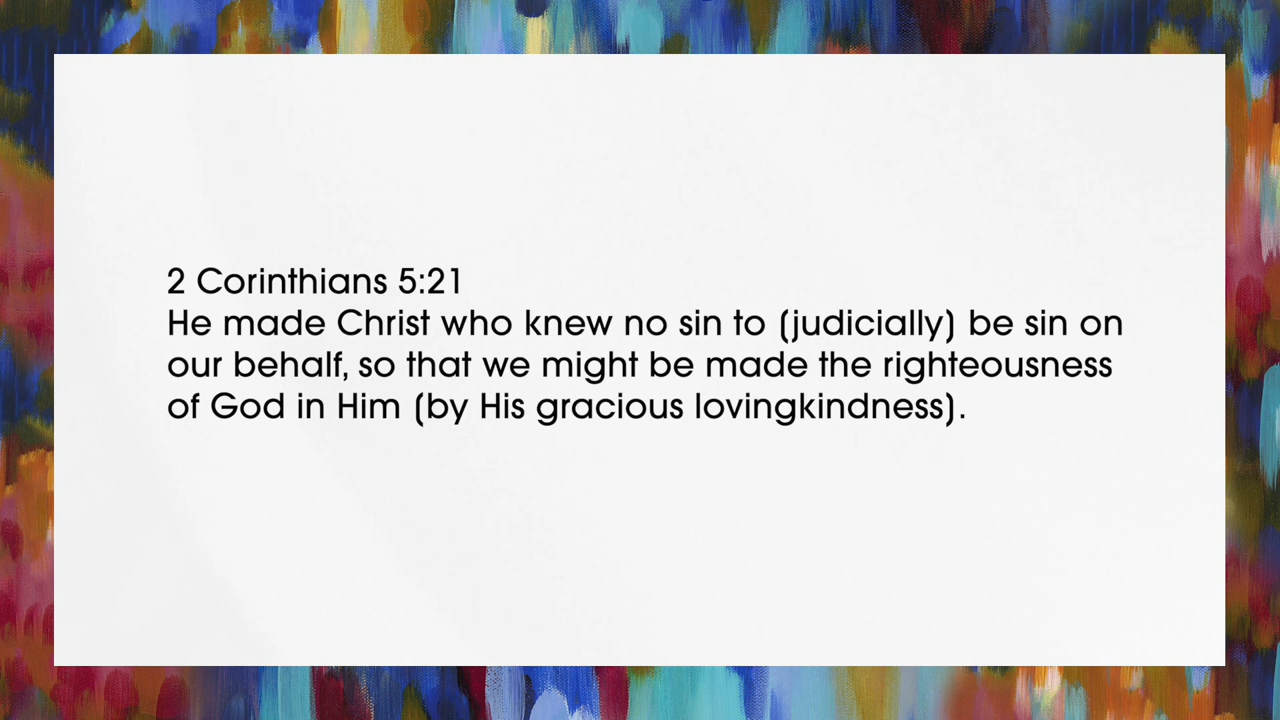 2 Corinthians 5:21
He made Christ who knew no sin to (judicially) be sin on
our behalf, so that we might be made the righteousness
of God in Him (by His gracious lovingkindness).